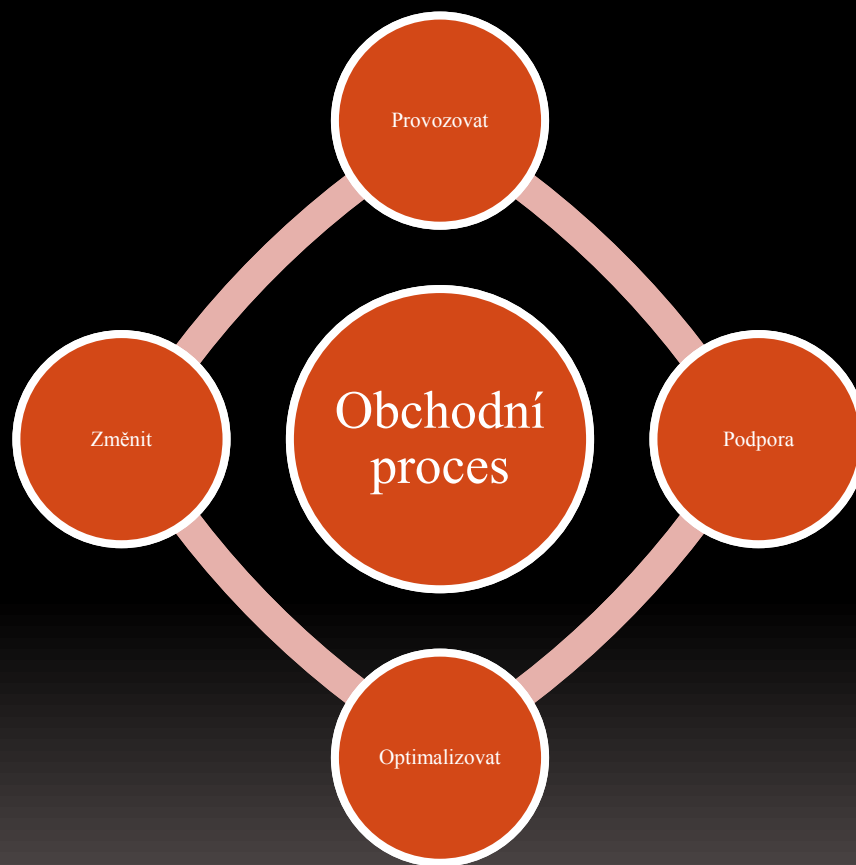 Provozovat
Změnit
Obchodní
proces
Podpora
Optimalizovat